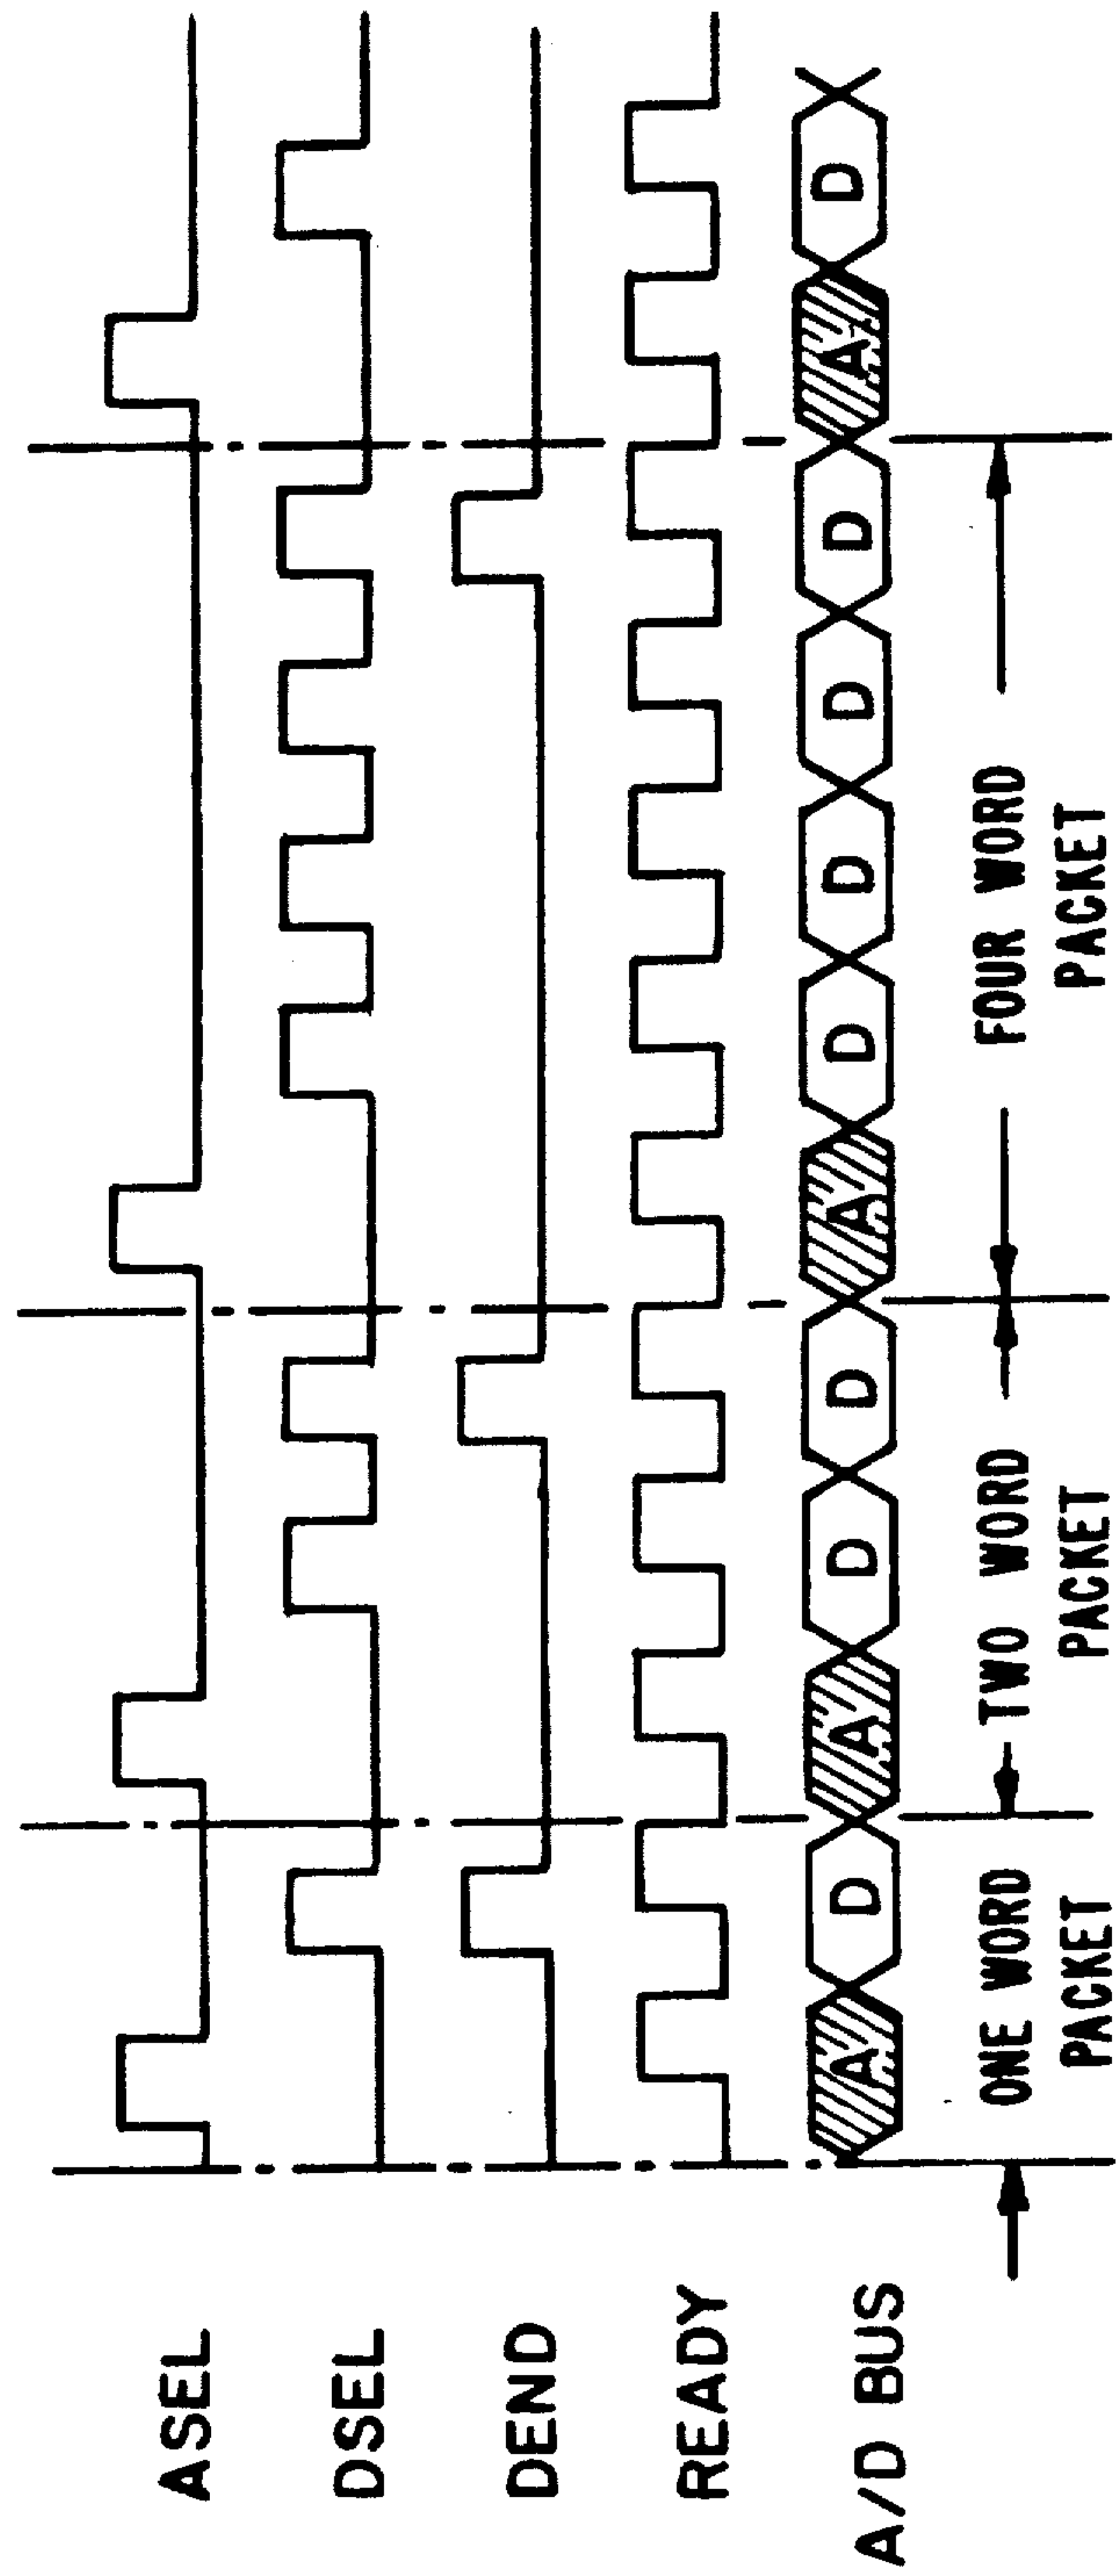 ASEL
DSEL
DEND
READY
A/D BUS
A D A D D A D D D D A D
ONE WORD
PACKET
TWO WORD
PACKET
FOUR WORD
PACKET